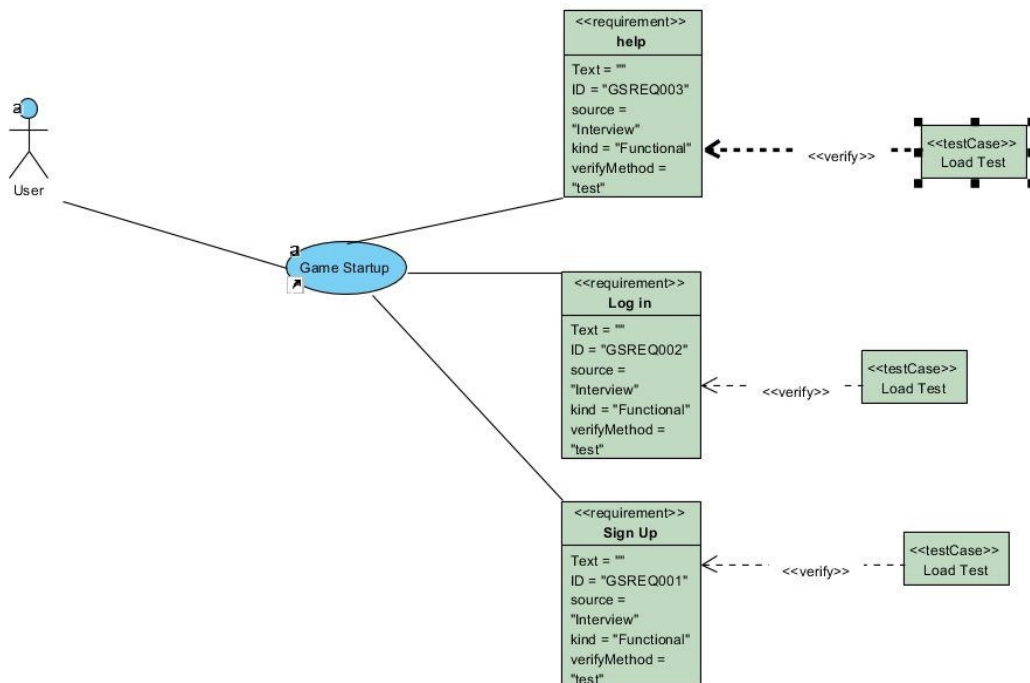 a
User
a
Game Startup
<<requirement>>
help
Text = ""
ID = "GSREQ003"
source =
"Interview"
kind = "Functional"
verifyMethod =
"test"
<<verify>>
<<testCase>>
Load Test
<<requirement>>
Log in
Text = ""
ID = "GSREQ002"
source =
"Interview"
kind = "Functional"
verifyMethod =
"test"
<<verify>>
<<testCase>>
Load Test
<<requirement>>
Sign Up
Text = ""
ID = "GSREQ001"
source =
"Interview"
kind = "Functional"
verifyMethod =
"test"
<<verify>>
<<testCase>>
Load Test